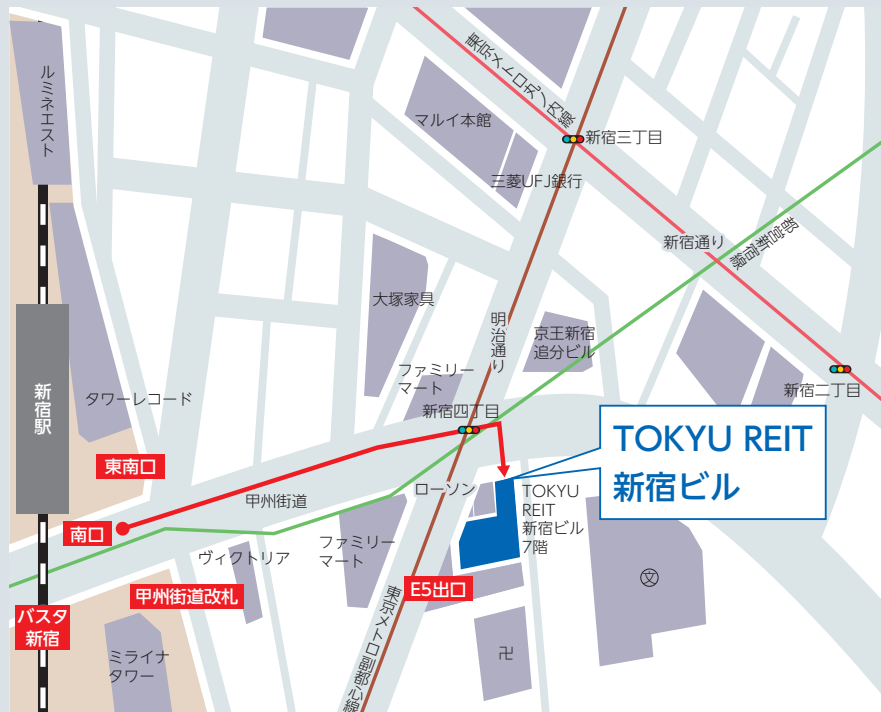 ルミネエスト
東京メトロ丸ノ内線
マルイ本館
新宿三丁目
三菱UFJ銀行
新宿通り
都営新宿線
大塚家具
明治通り
京王新宿
追分ビル
ファミリー
マート
新宿四丁目
新宿二丁目
新宿駅
タワーレコード
TOKYU REIT
新宿ビル
東南口
甲州街道
ローソン
TOKYU
REIT
新宿ビル
7階
南口
ヴィクトリア
ファミリー
マート
E5出口
文
甲州街道改札
バスタ
新宿
ミライナ
タワー
東京メトロ副都心線
卍